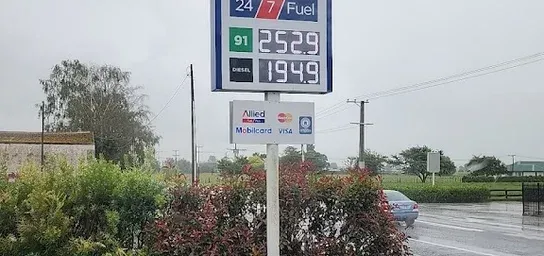 24 7 Fuel
91 252.9
DIESEL 194.9
Allied
Mobilcard VISA